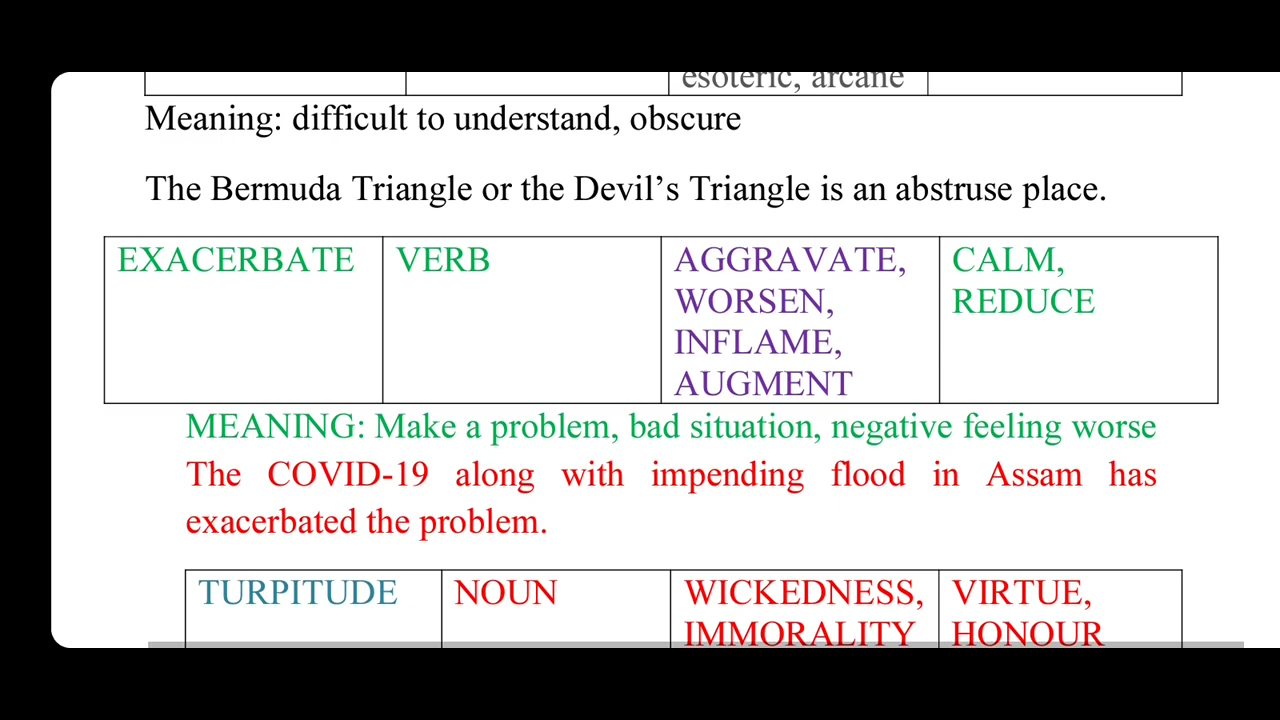 esoteric, arcane
Meaning: difficult to understand, obscure
The Bermuda Triangle or the Devil’s Triangle is an abstruse place.
EXACERBATE VERB AGGRAVATE, CALM,
WORSEN, REDUCE
INFLAME,
AUGMENT
MEANING: Make a problem, bad situation, negative feeling worse
The COVID-19 along with impending flood in Assam has
exacerbated the problem.
TURPITUDE NOUN WICKEDNESS, VIRTUE,
IMMORALITY HONOUR